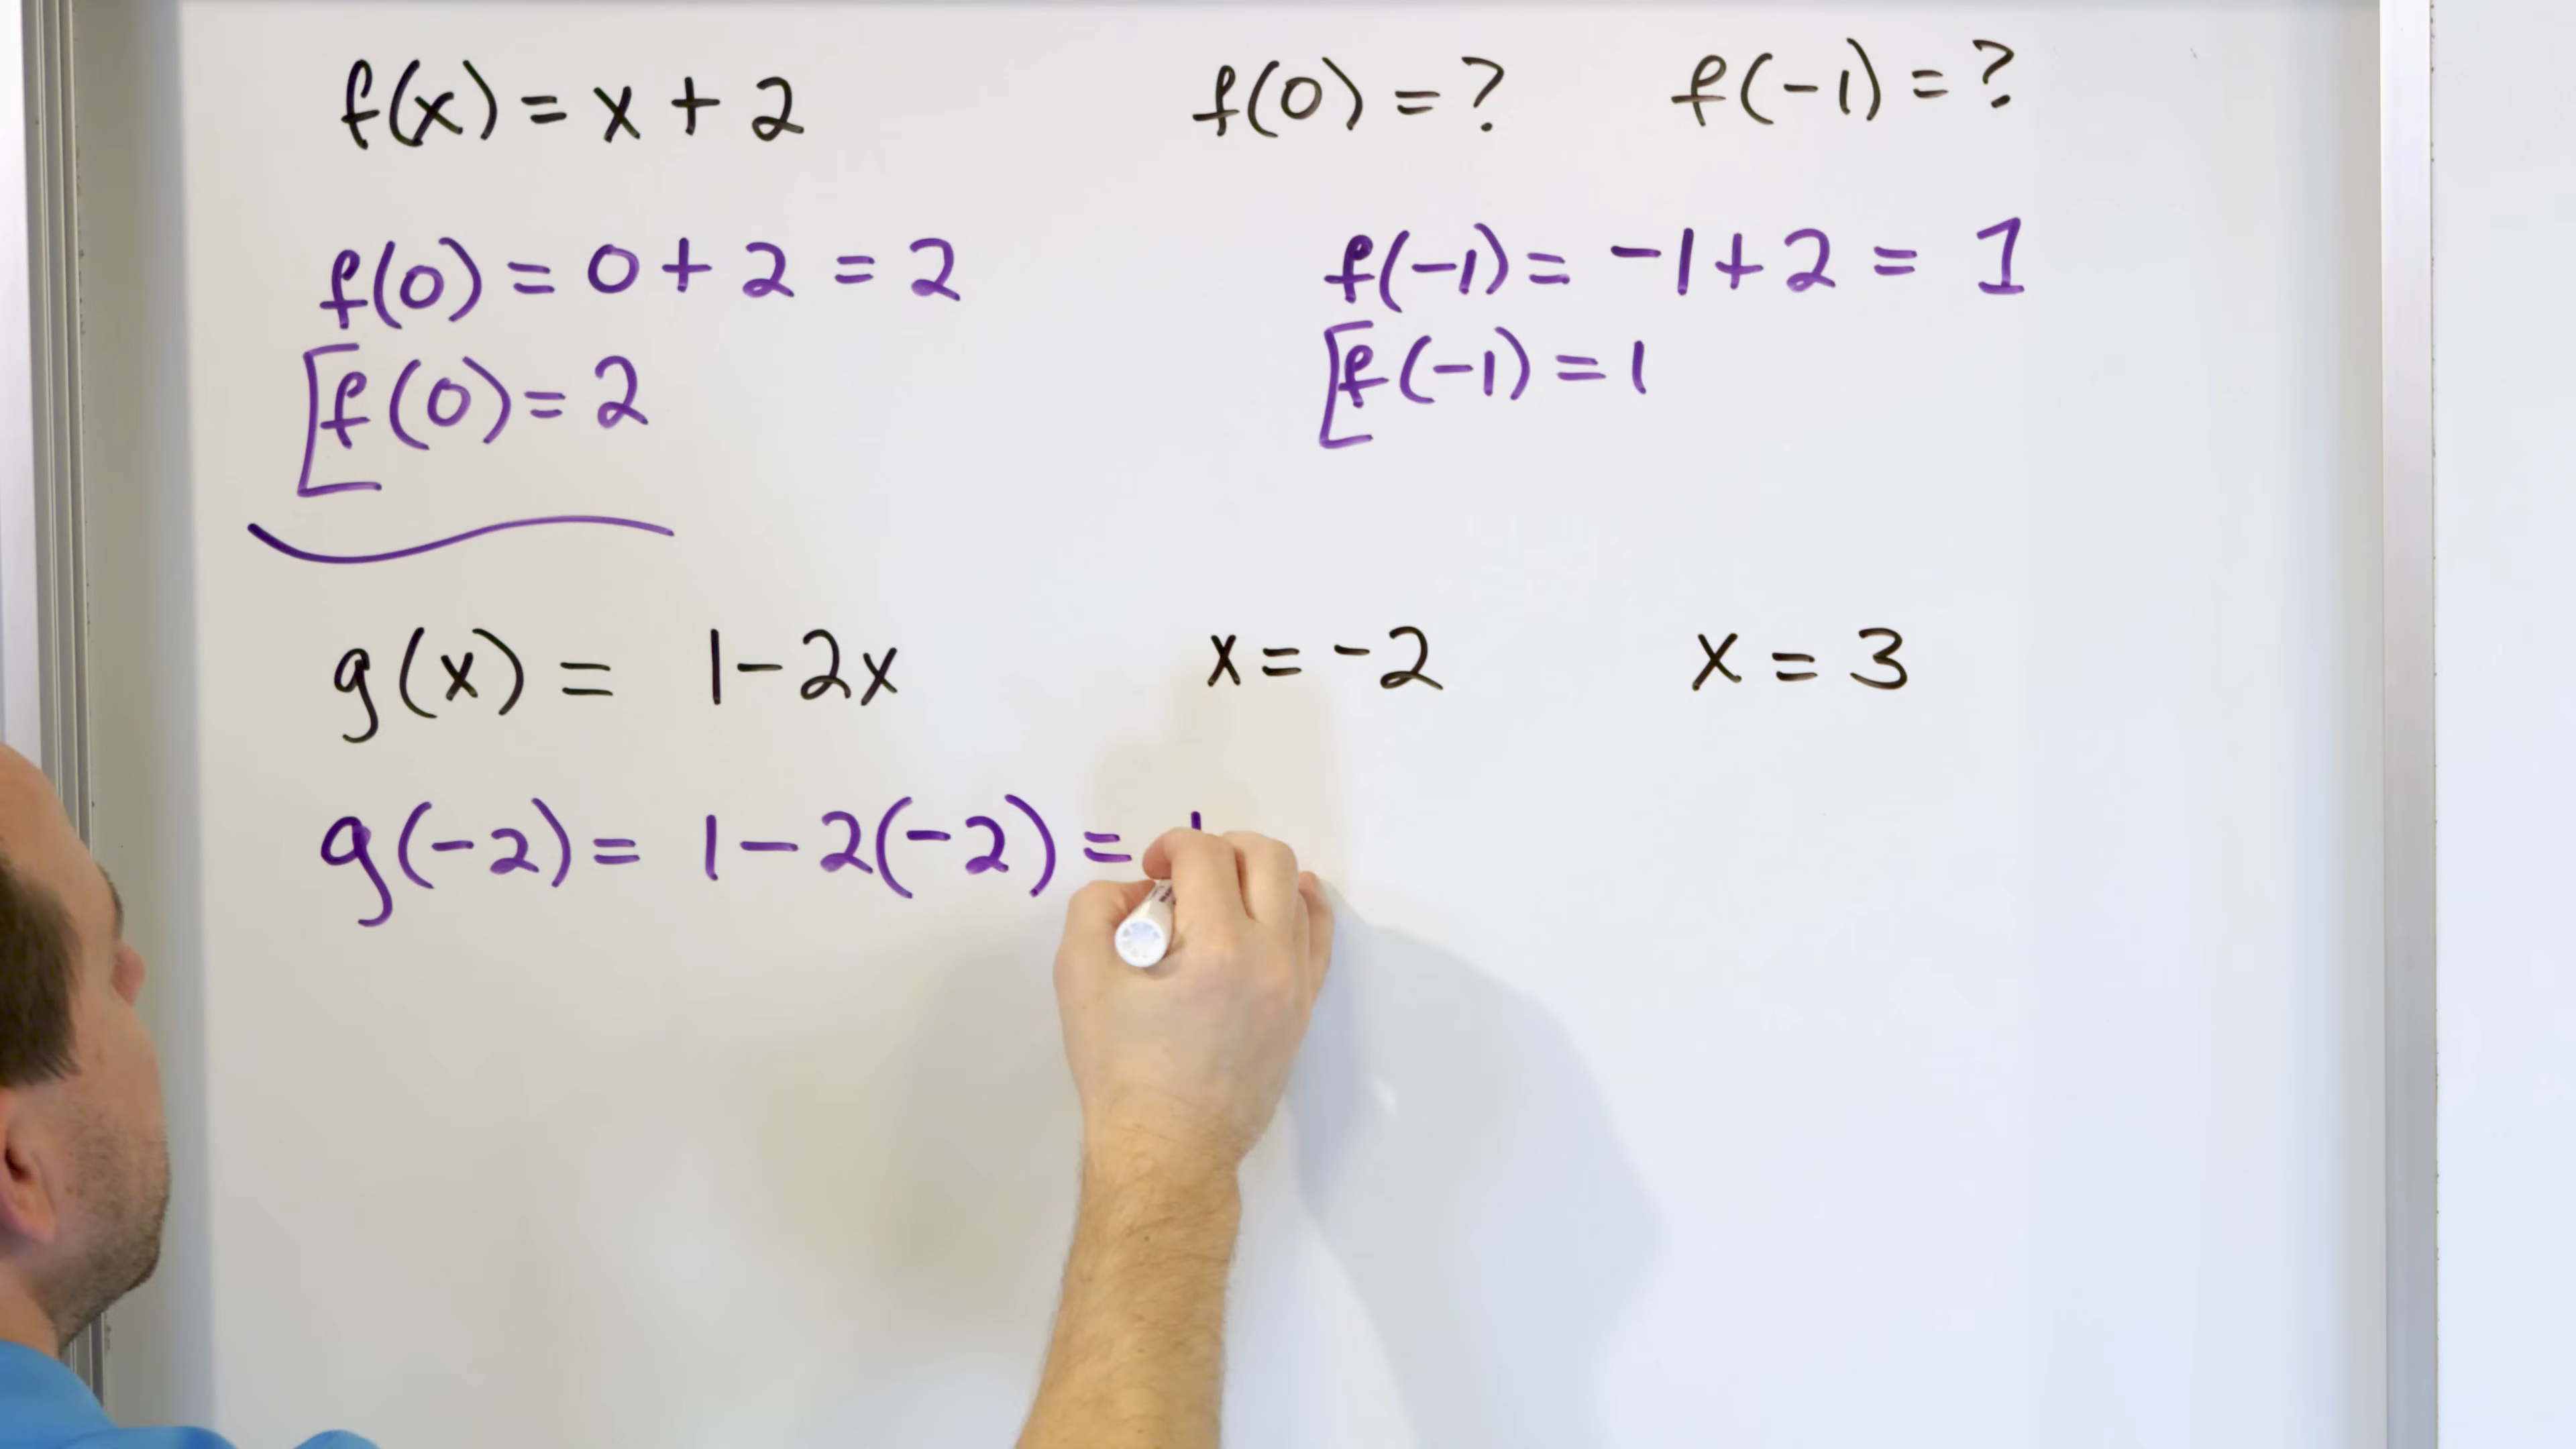 f(x) = x + 2 f(0) = ? f(-1) = ?
f(0) = 0 + 2 = 2 f(-1) = -1 + 2 = 1
[f(0) = 2 [f(-1) = 1
g(x) = 1 - 2x x = -2 x = 3
g(-2) = 1 - 2(-2) =